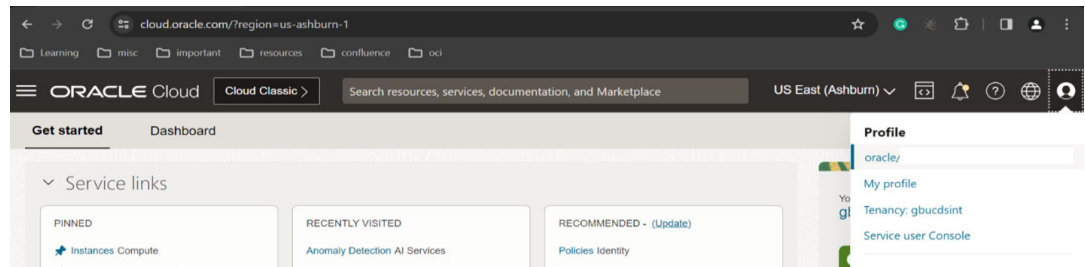 cloud.oracle.com/?region=us-ashburn-1
Learning misc important resources confluence oci
ORACLE Cloud Cloud Classic > Search resources, services, documentation, and Marketplace US East (Ashburn)
Get started Dashboard
Profile
oracle/
My profile
Tenancy: gbucdsint
Service user Console
Service links
PINNED
Instances Compute
RECENTLY VISITED
Anomaly Detection AI Services
RECOMMENDED - (Update)
Policies Identity
Yo